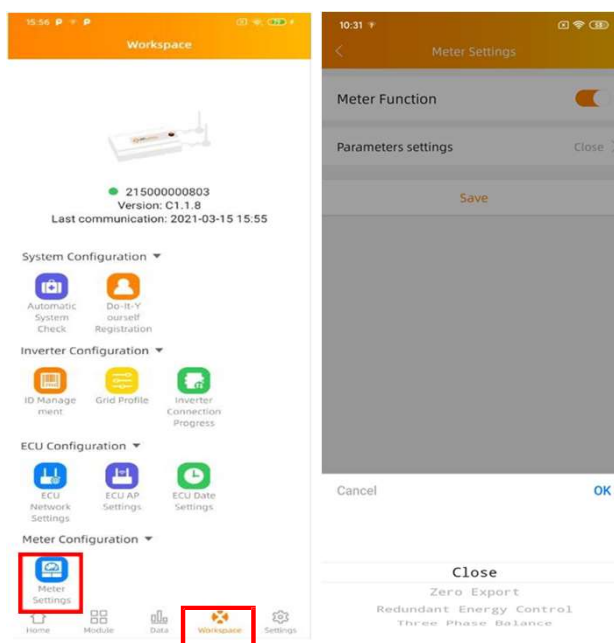 15:56 P P
Workspace
215000000803
Version: C1.1.8
Last communication: 2021-03-15 15:55
System Configuration ▼
Automatic
System
Check
Do-It-Y
ourself
Registration
Inverter Configuration ▼
ID Manage
ment
Grid Profile
Inverter
Connection
Progress
ECU Configuration ▼
ECU
Network
Settings
ECU AP
Settings
ECU Date
Settings
Meter Configuration ▼
Meter
Settings
Home
Module
Data
Workspace
Settings
10:31
Meter Settings
Meter Function
Parameters settings
Close
Save
Cancel
OK
Close
Zero Export
Redundant Energy Control
Three Phase Balance